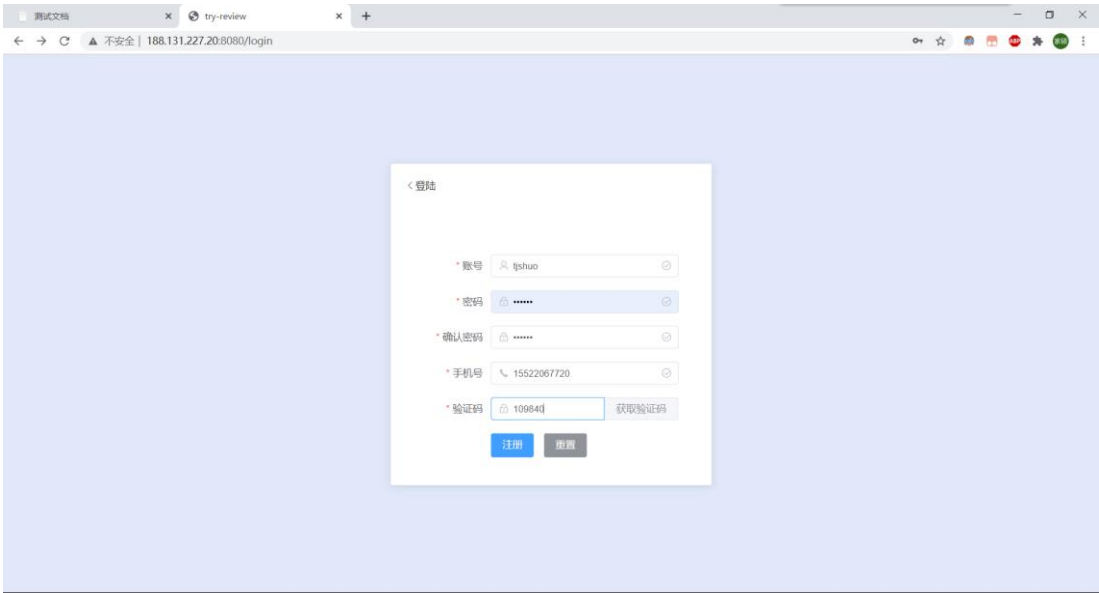 测试文档
try-review
不安全 | 188.131.227.20:8080/login
ABP
登陆
* 账号 tjshuo
* 密码 ••••••
* 确认密码 ••••••
* 手机号 15522067720
* 验证码 109840 获取验证码
注册 重置